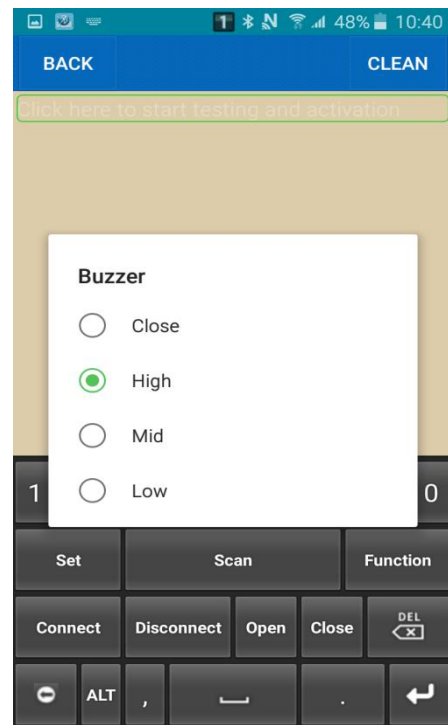 1 48% 10:40
BACK CLEAN
Click here to start testing and activation
Buzzer
Close
High
Mid
Low
1 0
Set Scan Function
Connect Disconnect Open Close DEL
ALT , .